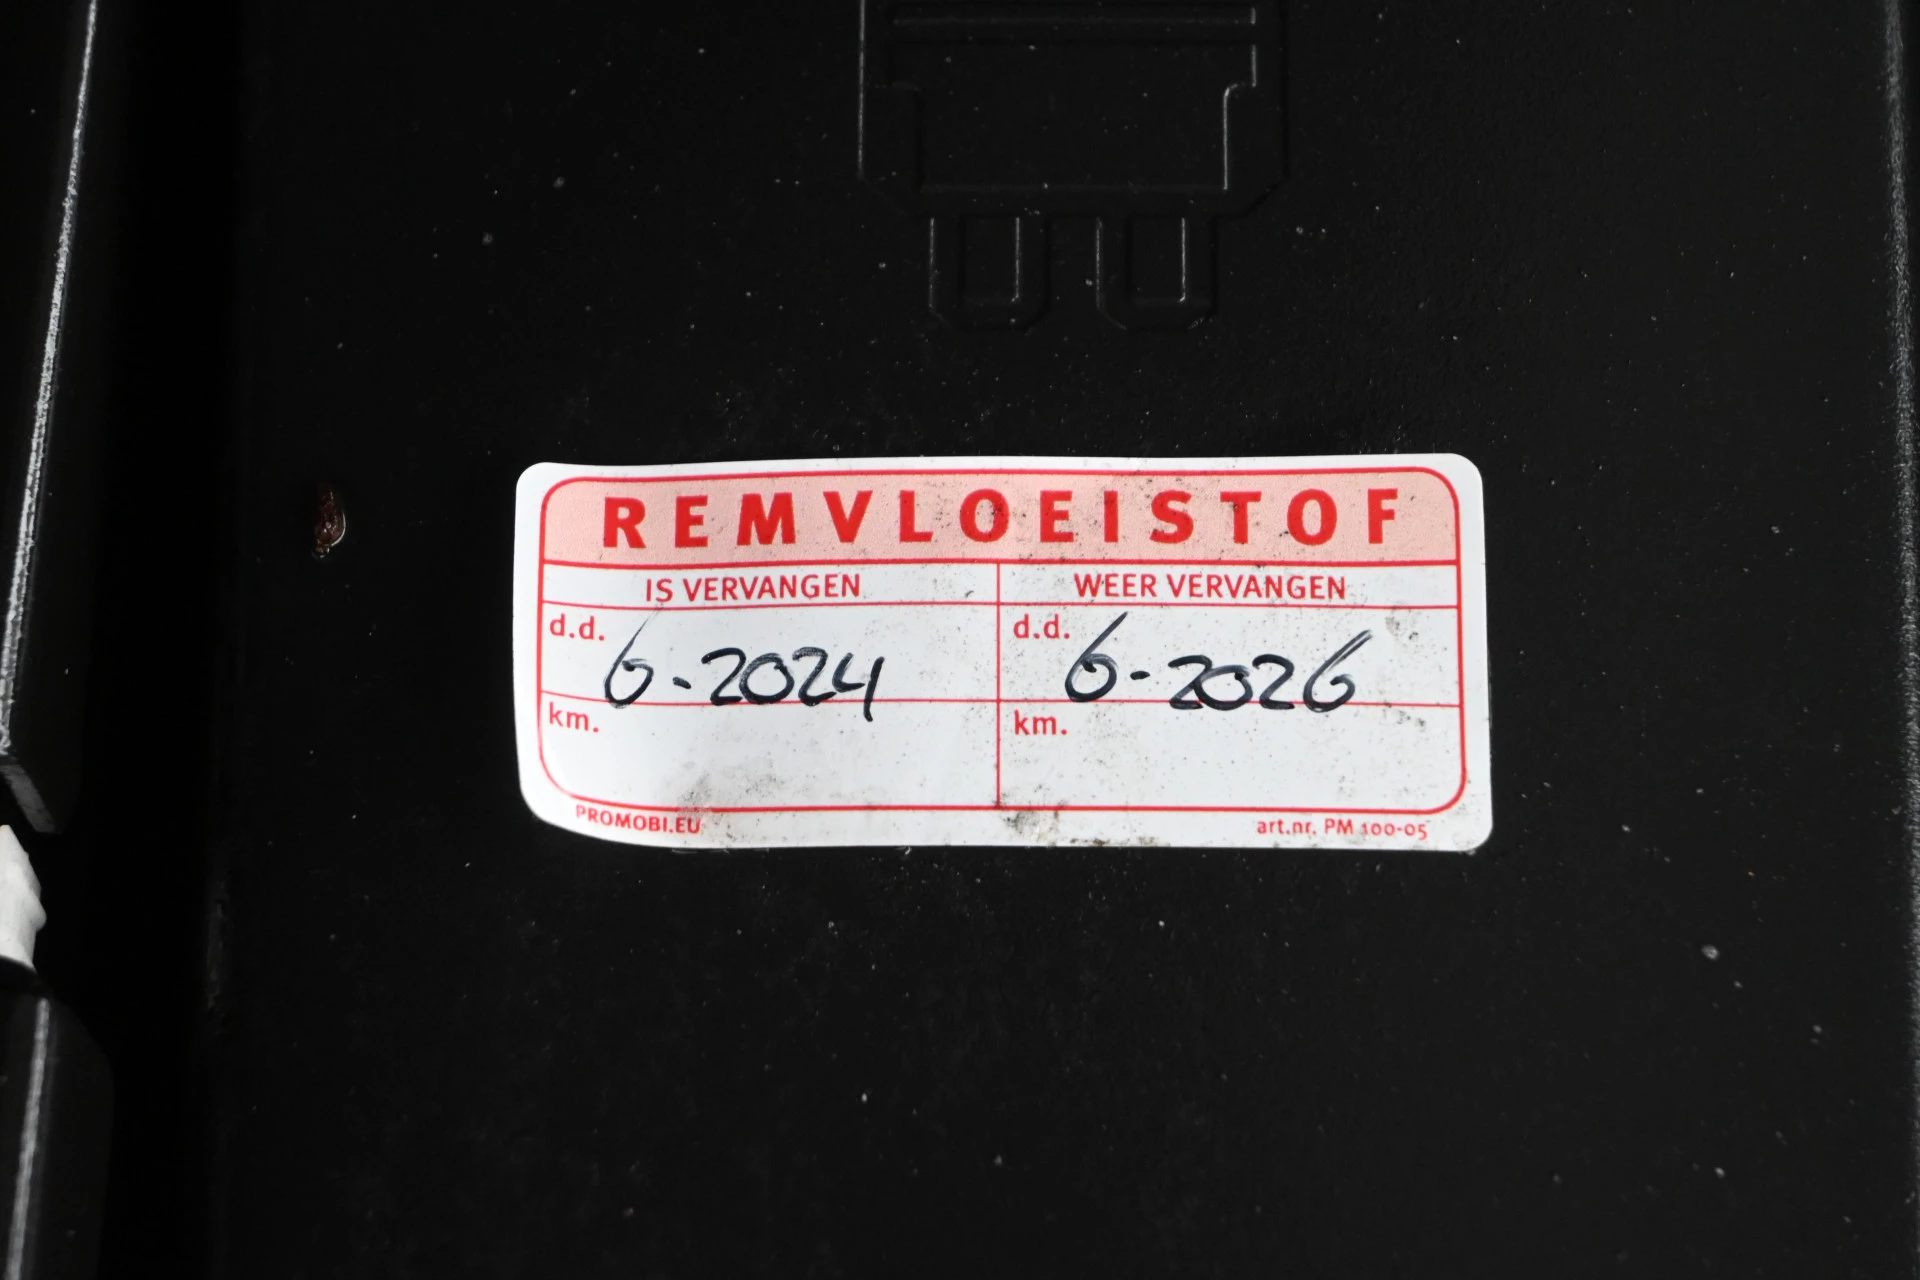 REMVLOEISTOF
IS VERVANGEN WEER VERVANGEN
d.d. 6-2024 d.d. 6-2026
km. km.
PROMOBI.EU art.nr. PM 100-05